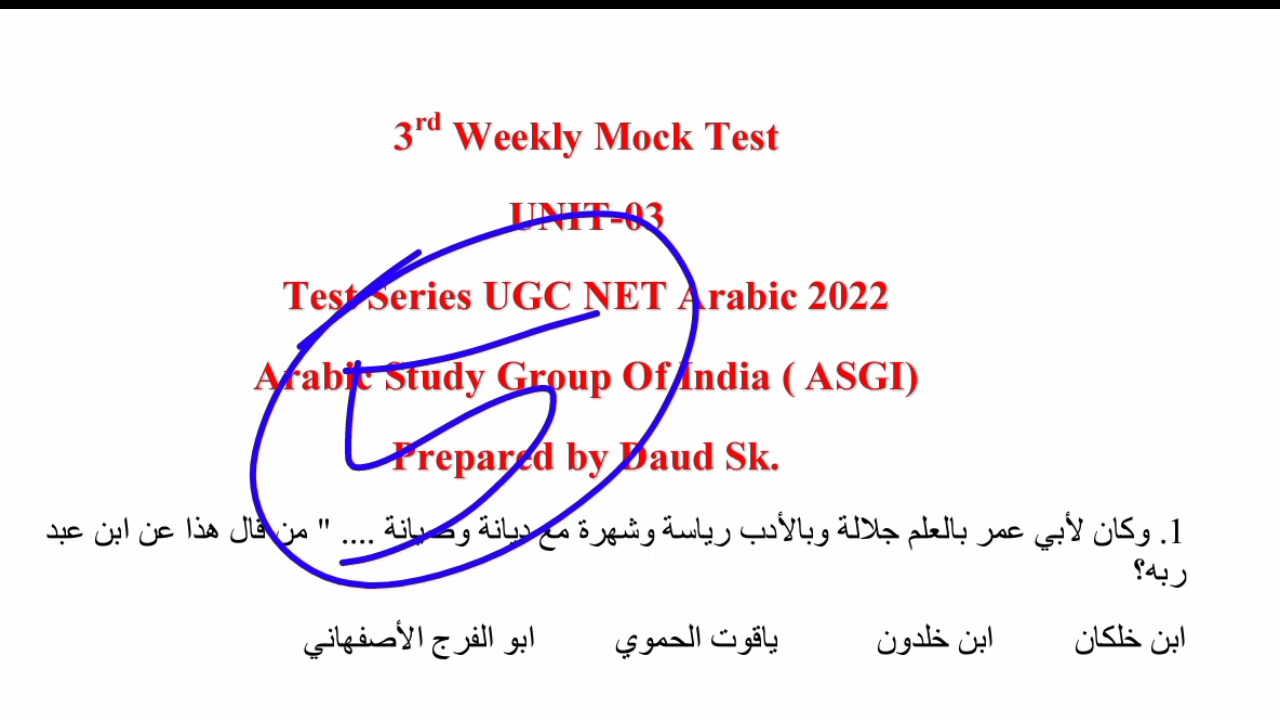 3rd Weekly Mock Test
UNIT-03
Test Series UGC NET Arabic 2022
Arabic Study Group Of India ( ASGI)
Prepared by Daud Sk.
1. وكان لأبي عمر بالعلم جلالة وبالأدب رياسة وشهرة مع ديانة وصيانة .... " من قال هذا عن ابن عبد
ربه؟
ابن خلكان ابن خلدون ياقوت الحموي ابو الفرج الأصفهاني
5